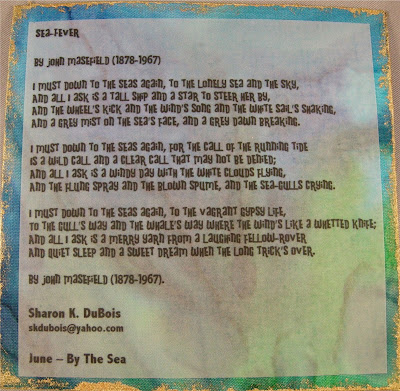 SEA-FEVER
BY JOHN MASEFIELD (1878-1967)
I MUST DOWN TO THE SEAS AGAIN, TO THE LONELY SEA AND THE SKY,
AND ALL I ASK IS A TALL SHIP AND A STAR TO STEER HER BY,
AND THE WHEEL'S KICK AND THE WIND'S SONG AND THE WHITE SAIL'S SHAKING,
AND A GREY MIST ON THE SEA'S FACE, AND A GREY DAWN BREAKING.
I MUST DOWN TO THE SEAS AGAIN, FOR THE CALL OF THE RUNNING TIDE
IS A WILD CALL AND A CLEAR CALL THAT MAY NOT BE DENIED;
AND ALL I ASK IS A WINDY DAY WITH THE WHITE CLOUDS FLYING,
AND THE FLUNG SPRAY AND THE BLOWN SPUME, AND THE SEA-GULLS CRYING.
I MUST DOWN TO THE SEAS AGAIN, TO THE VAGRANT GYPSY LIFE,
TO THE GULL'S WAY AND THE WHALE'S WAY WHERE THE WIND'S LIKE A WHETTED KNIFE;
AND ALL I ASK IS A MERRY YARN FROM A LAUGHING FELLOW-ROVER
AND QUIET SLEEP AND A SWEET DREAM WHEN THE LONG TRICK'S OVER.
BY JOHN MASEFIELD (1878-1967).
Sharon K. DuBois
skdubois@yahoo.com
June – By The Sea